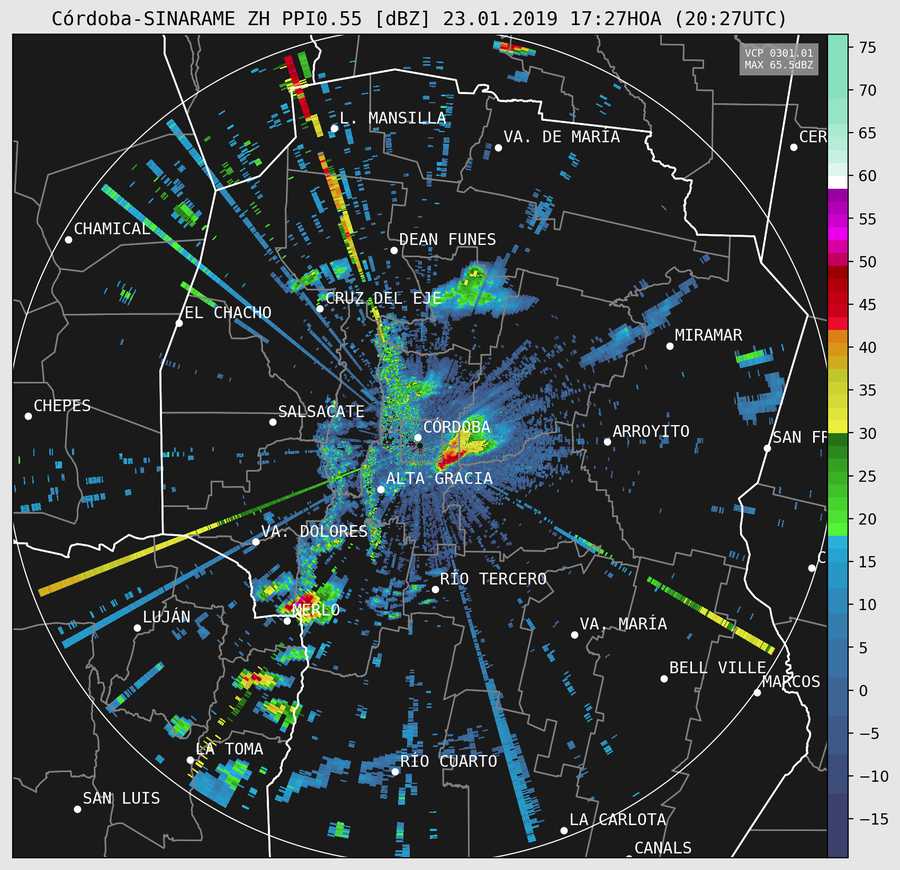 Córdoba-SINARAME ZH PPI0.55 [dBZ] 23.01.2019 17:27HOA (20:27UTC)
VCP 0301.01
MAX 65.5dBZ
75
70
65
60
55
50
45
40
35
30
25
20
15
10
5
0
−5
−10
−15
L. MANSILLA
VA. DE MARÍA
CER
CHAMICAL
DEAN FUNES
CRUZ DEL EJE
EL CHACHO
MIRAMAR
CHEPES
SALSACATE
CÓRDOBA
ARROYITO
SAN FR
ALTA GRACIA
VA. DOLORES
C
RÍO TERCERO
MERLO
LUJÁN
VA. MARÍA
BELL VILLE
MARCOS
LA TOMA
RÍO CUARTO
SAN LUIS
LA CARLOTA
CANALS